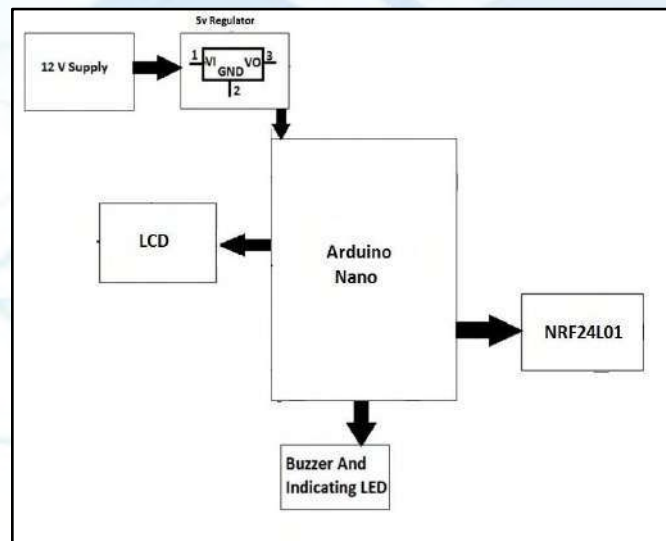 5v Regulator
12 V Supply
1 VI VO 3
GND
2
LCD
Arduino
Nano
NRF24L01
Buzzer And
Indicating LED